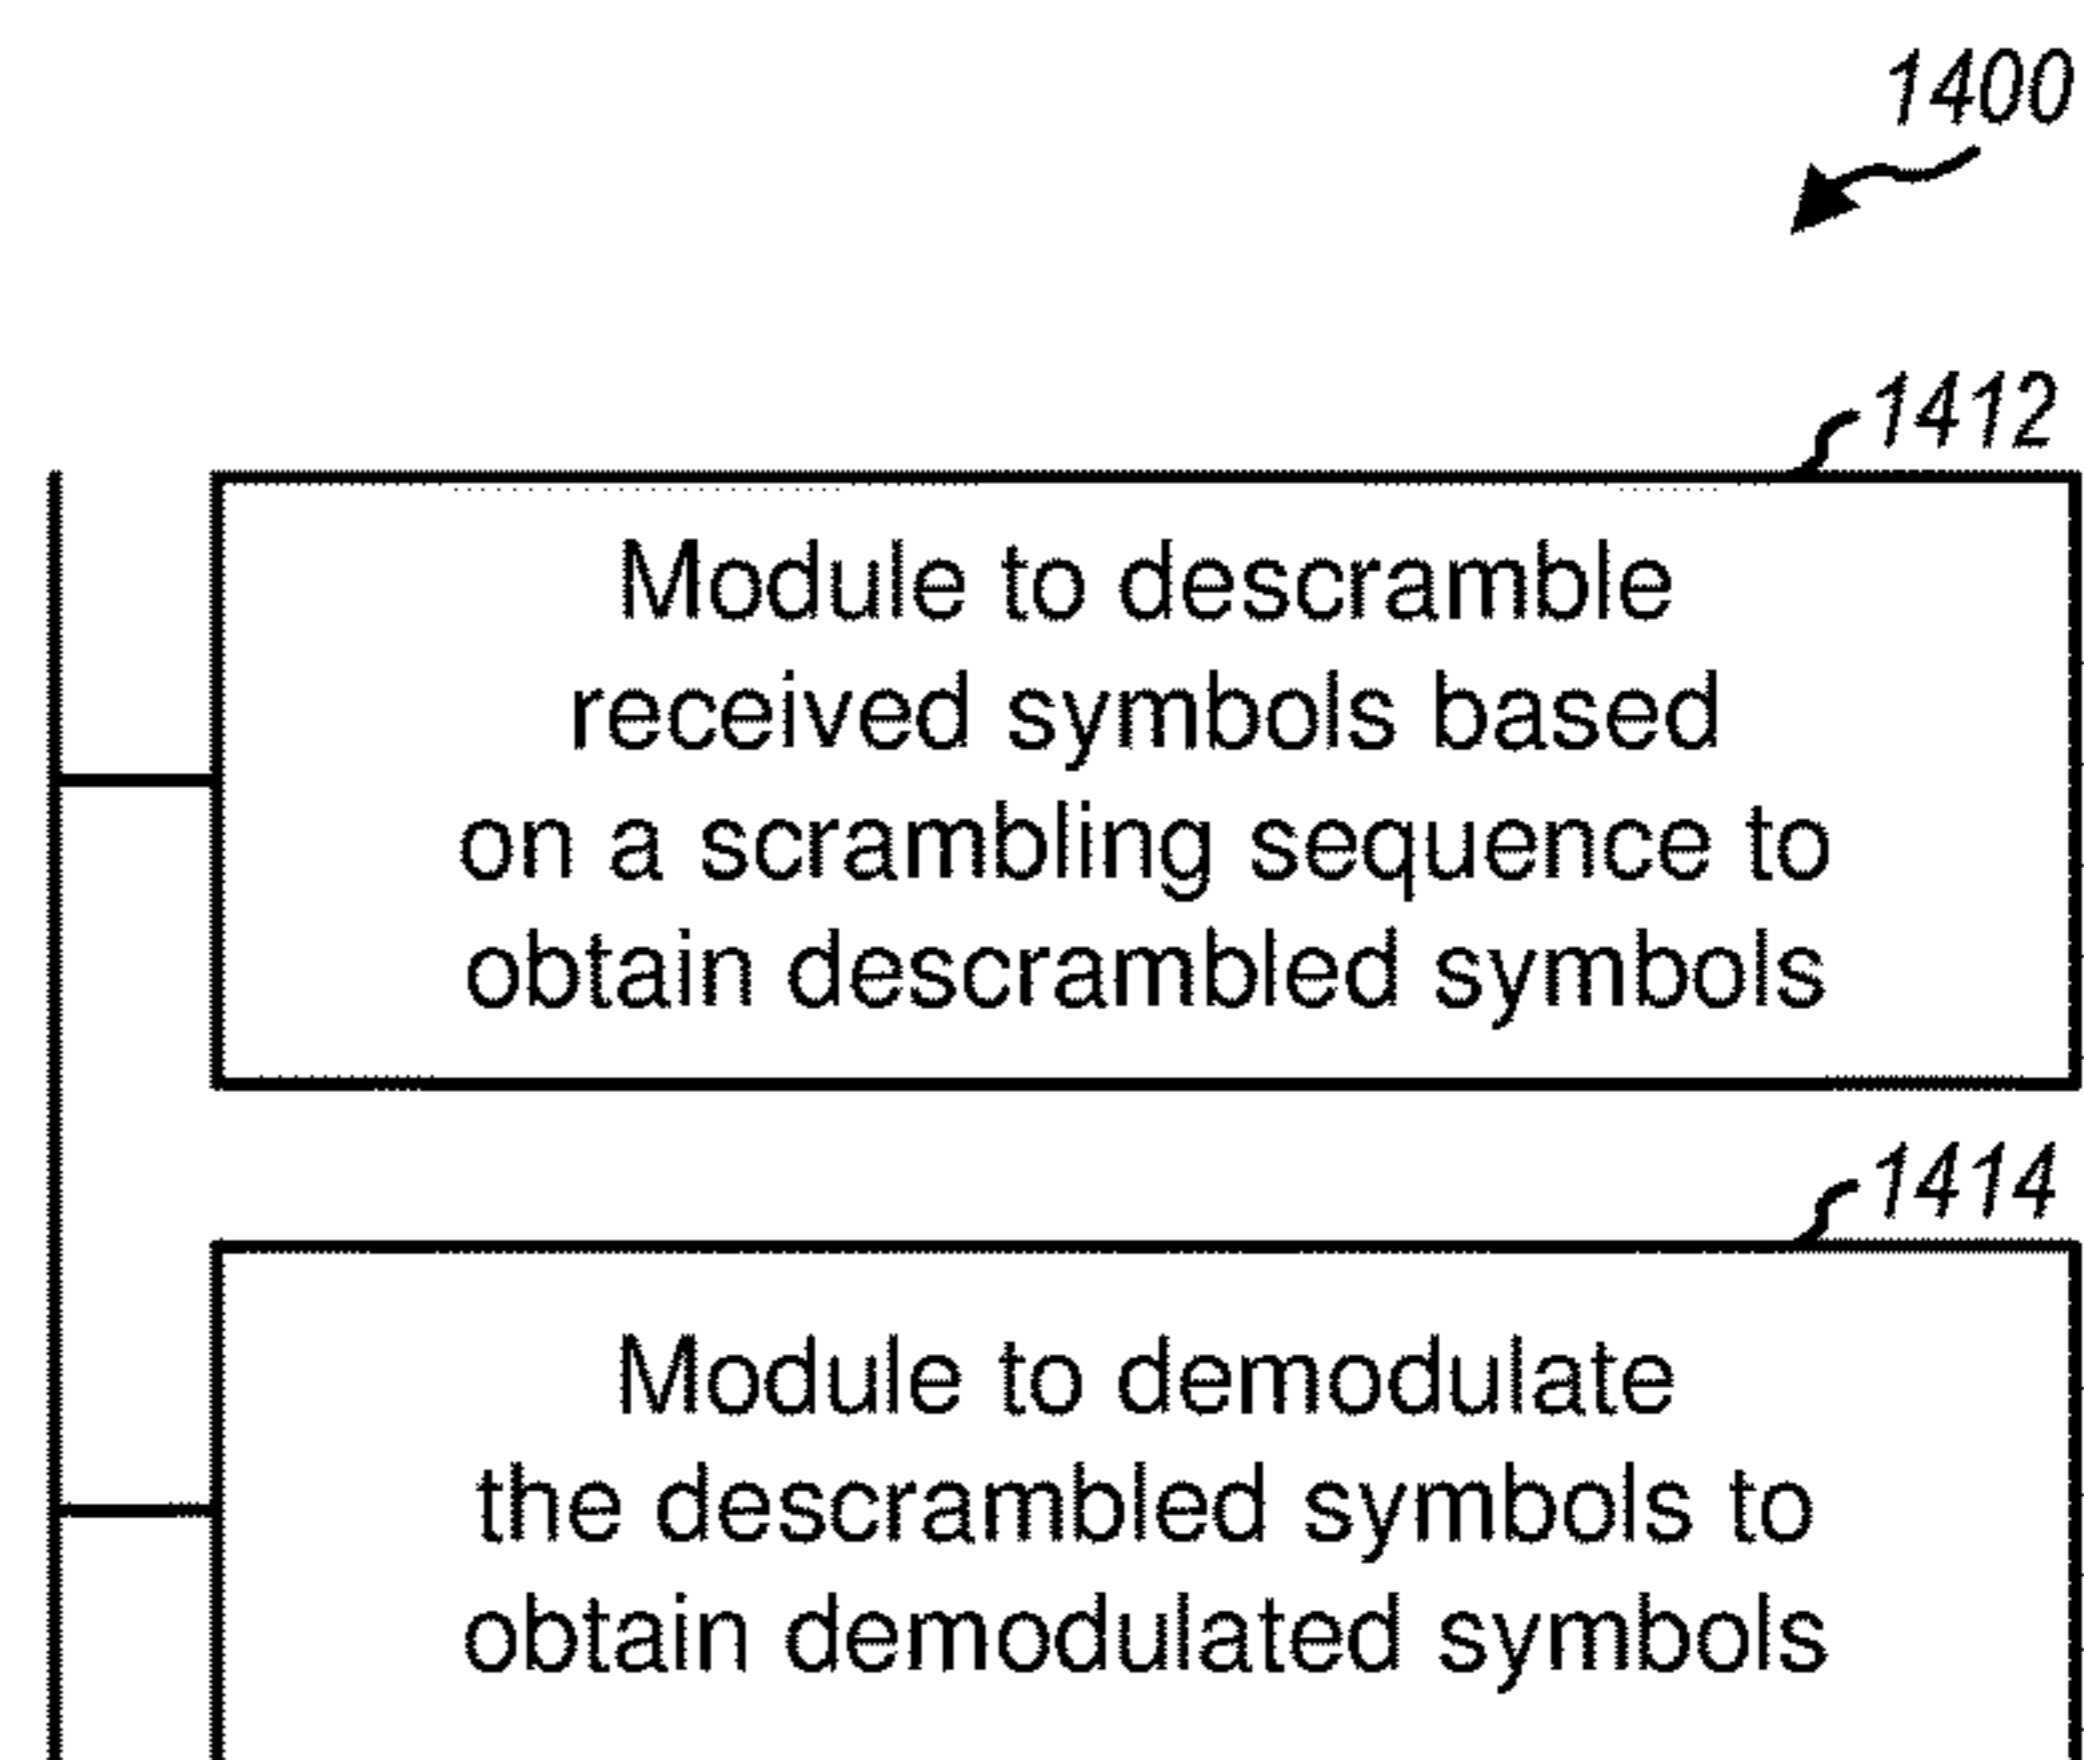 1400
1412
Module to descramble
received symbols based
on a scrambling sequence to
obtain descrambled symbols
1414
Module to demodulate
the descrambled symbols to
obtain demodulated symbols